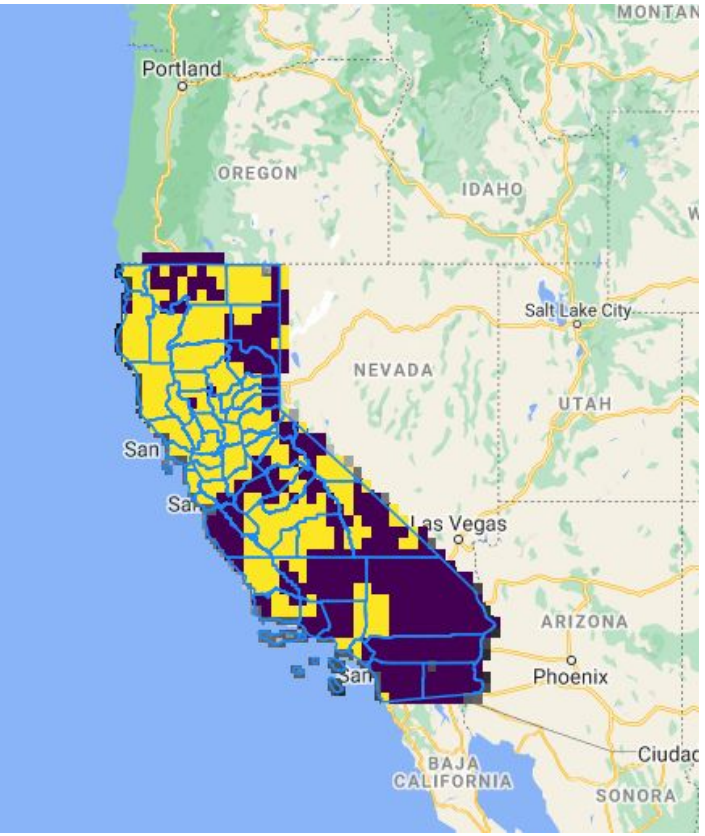 MONTAN
Portland
OREGON
IDAHO
W
Salt Lake City
NEVADA
UTAH
San
Sa
Las Vegas
ARIZONA
Phoenix
San
Ciudad
BAJA
CALIFORNIA
SONORA